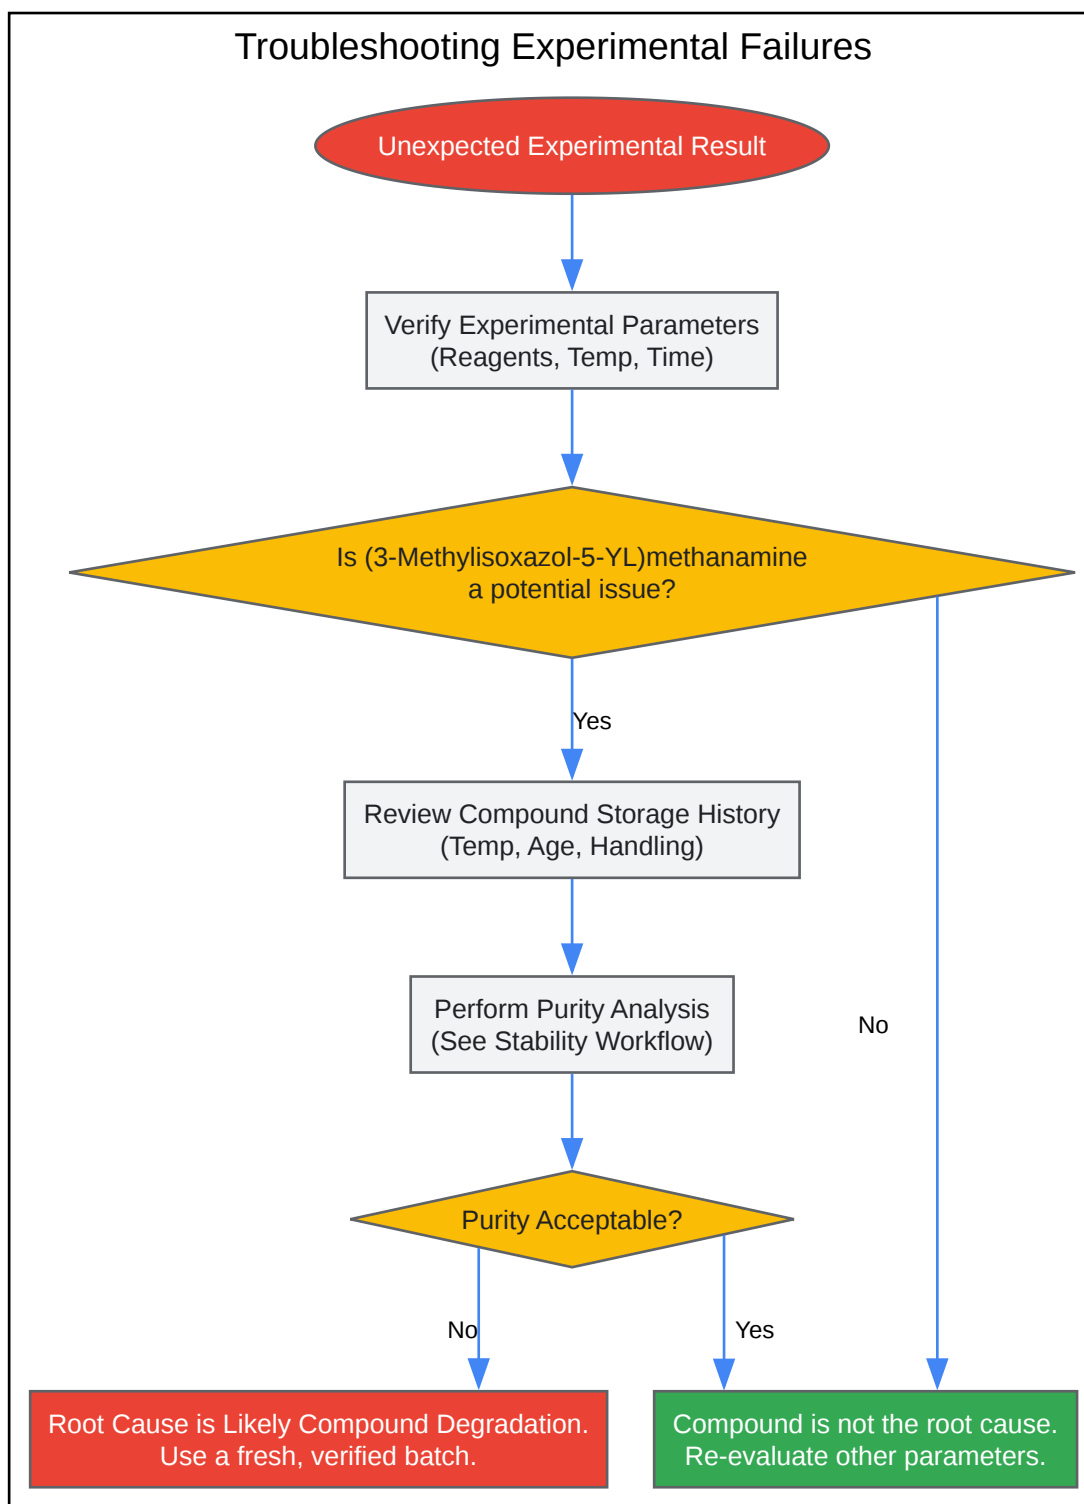 Troubleshooting Experimental Failures
Unexpected Experimental Result
Verify Experimental Parameters
(Reagents, Temp, Time)
Is (3-Methylisoxazol-5-YL)methanamine
a potential issue?
Yes
Review Compound Storage History
(Temp, Age, Handling)
Perform Purity Analysis
(See Stability Workflow)
No
Purity Acceptable?
No
Yes
Root Cause is Likely Compound Degradation.
Use a fresh, verified batch.
Compound is not the root cause.
Re-evaluate other parameters.